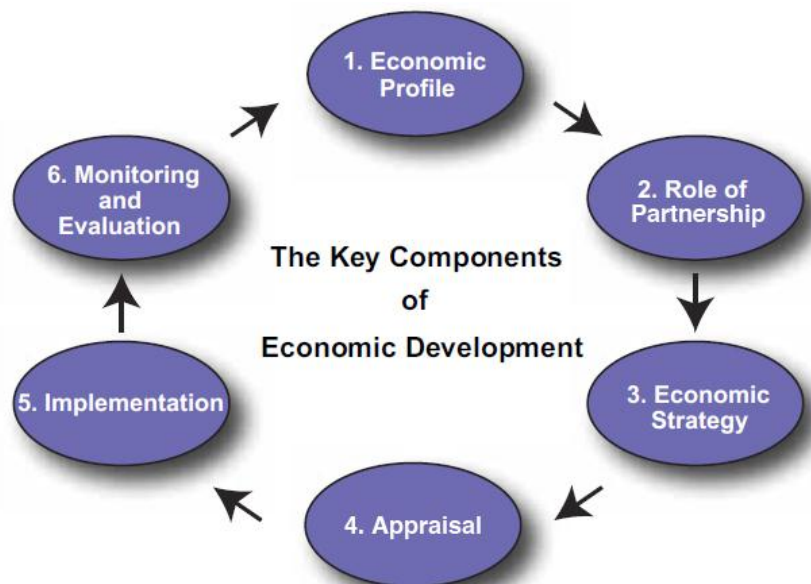 1. Economic
Profile
2. Role of
Partnership
3. Economic
Strategy
4. Appraisal
5. Implementation
6. Monitoring
and
Evaluation
The Key Components
of
Economic Development